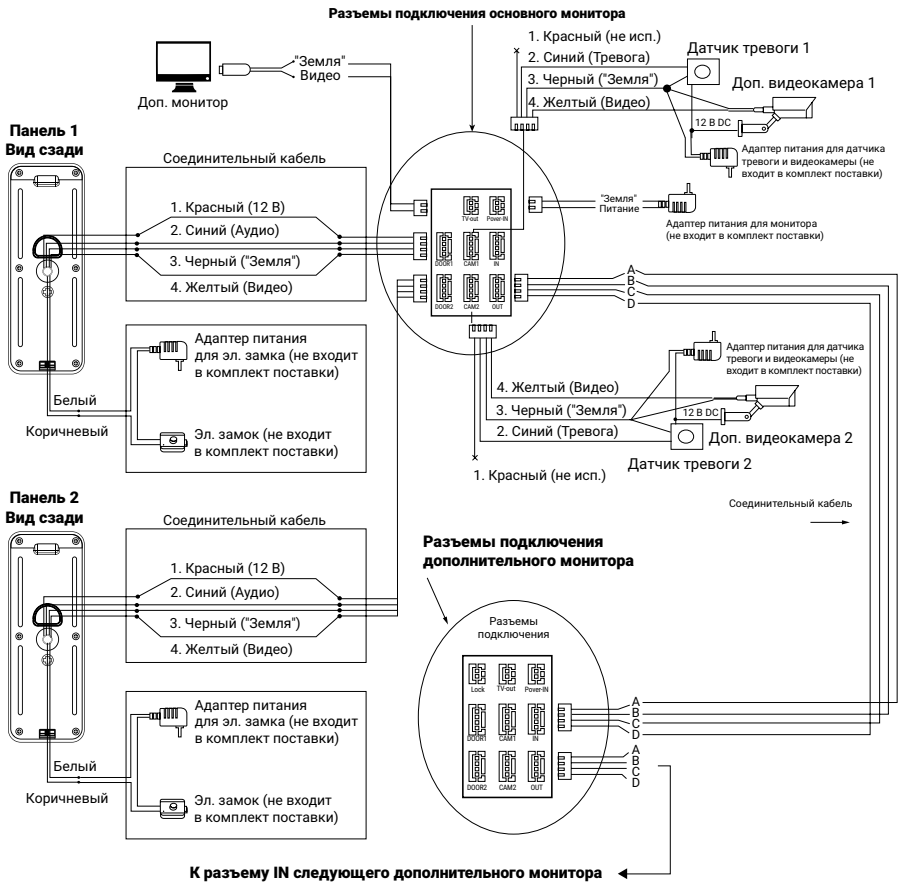 Разъемы подключения основного монитора
"Земля"
Видео
Доп. монитор
1. Красный (не исп.)
2. Синий (Тревога)
3. Черный ("Земля")
4. Желтый (Видео)
Датчик тревоги 1
Доп. видеокамера 1
12 В DC
Адаптер питания для датчика
тревоги и видеокамеры (не
входит в комплект поставки)
"Земля"
Питание
Адаптер питания для монитора
(не входит в комплект поставки)
Панель 1
Вид сзади
Соединительный кабель
1. Красный (12 В)
2. Синий (Аудио)
3. Черный ("Земля")
4. Желтый (Видео)
TV-out
Pover-IN
DOOR1
CAM1
IN
DOOR2
CAM2
OUT
A
B
C
D
Адаптер питания
для эл. замка (не входит
в комплект поставки)
Белый
Коричневый
Эл. замок (не входит
в комплект поставки)
4. Желтый (Видео)
3. Черный ("Земля")
2. Синий (Тревога)
1. Красный (не исп.)
Адаптер питания для датчика
тревоги и видеокамеры (не
входит в комплект поставки)
12 В DC
Доп. видеокамера 2
Датчик тревоги 2
Соединительный кабель
Панель 2
Вид сзади
Соединительный кабель
1. Красный (12 В)
2. Синий (Аудио)
3. Черный ("Земля")
4. Желтый (Видео)
Разъемы подключения
дополнительного монитора
Разъемы
подключения
Lock
TV-out
Pover-IN
DOOR1
CAM1
IN
DOOR2
CAM2
OUT
A
B
C
D
A
B
C
D
Адаптер питания
для эл. замка (не входит
в комплект поставки)
Белый
Коричневый
Эл. замок (не входит
в комплект поставки)
К разъему IN следующего дополнительного монитора